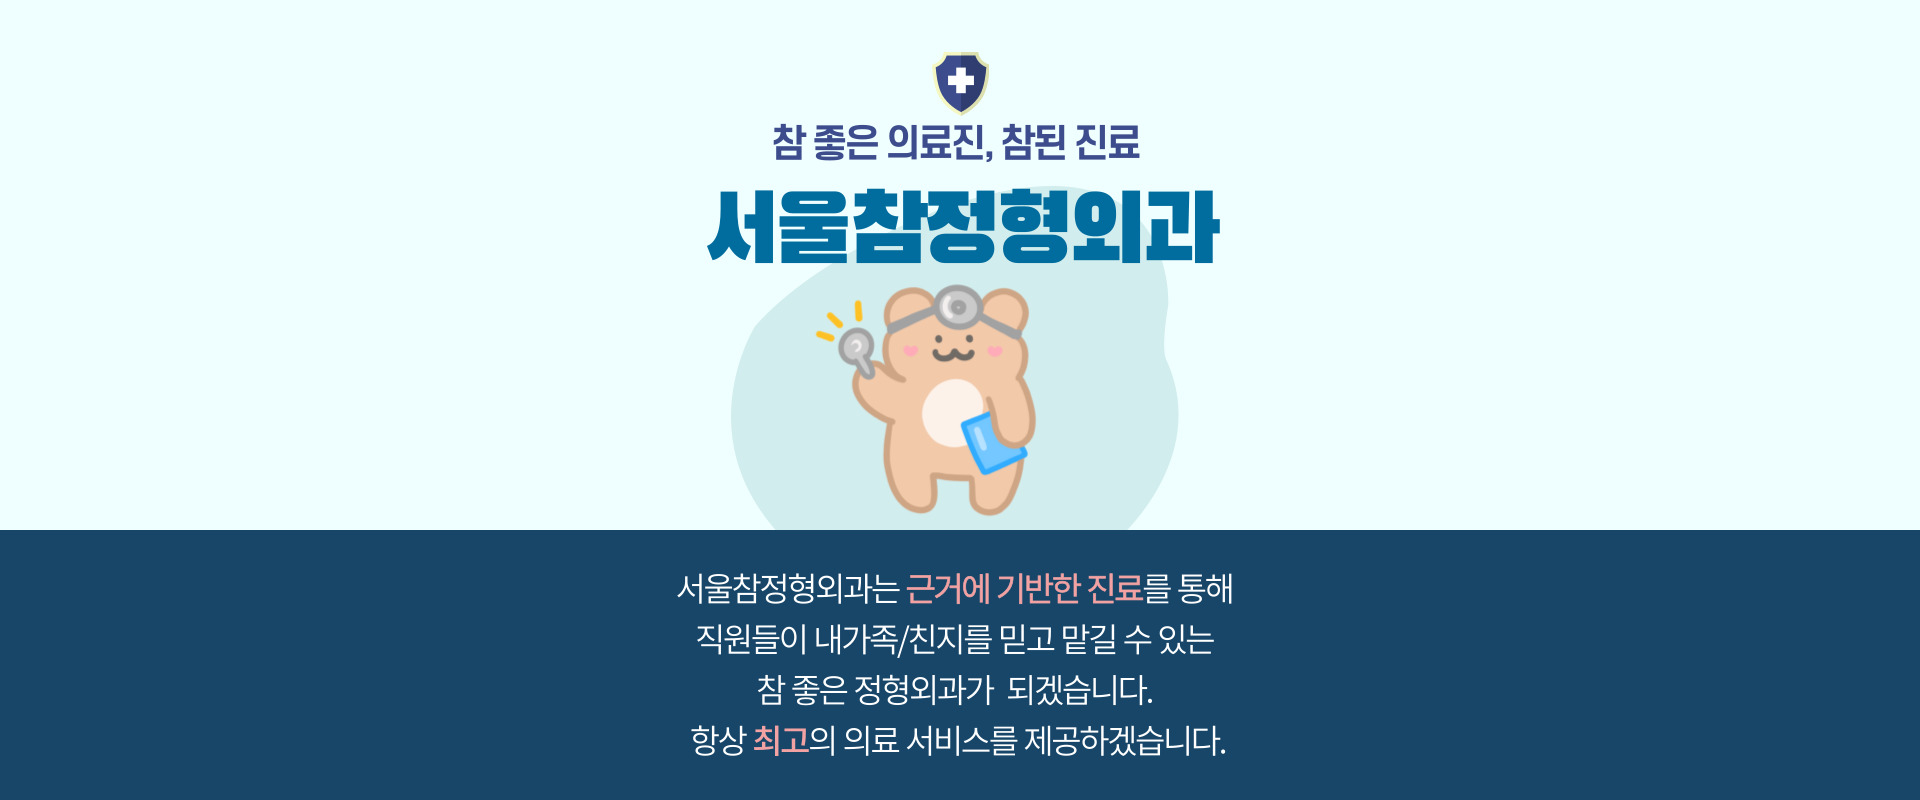 참 좋은 의료진, 참된 진료
서울참정형외과
서울참정형외과는 근거에 기반한 진료를 통해
직원들이 내가족/친지를 믿고 맡길 수 있는
참 좋은 정형외과가  되겠습니다.
항상 최고의 의료 서비스를 제공하겠습니다.